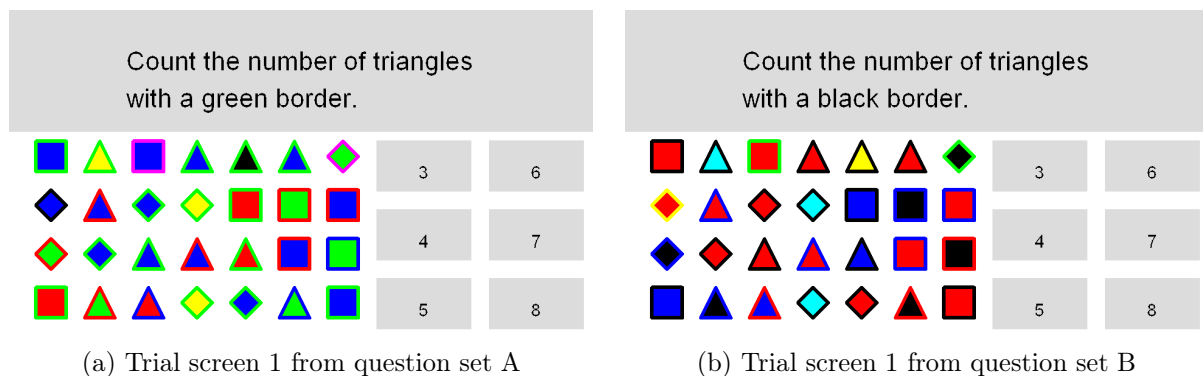 Count the number of triangles
with a green border.
3 6
4 7
5 8
(a) Trial screen 1 from question set A
Count the number of triangles
with a black border.
3 6
4 7
5 8
(b) Trial screen 1 from question set B